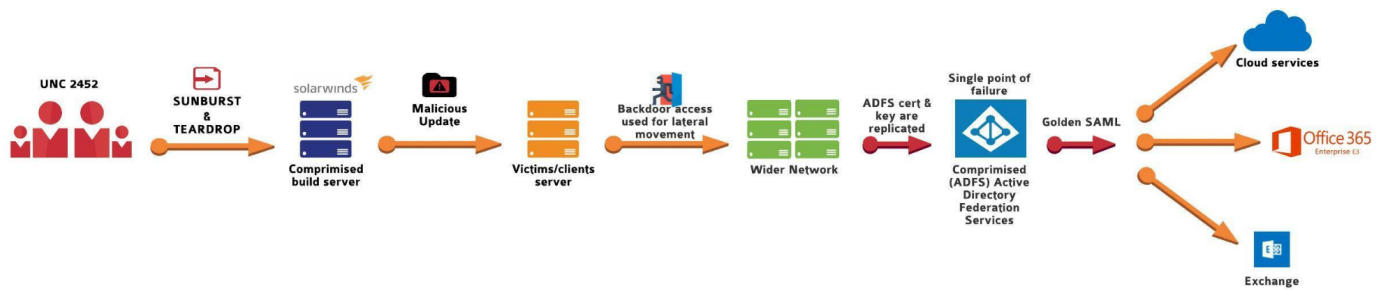 UNC 2452
SUNBURST
&
TEARDROP
solarwinds
Comprimised
build server
Malicious
Update
Victims/clients
server
Backdoor access
used for lateral
movement
Wider Network
ADFS cert &
key are
replicated
Single point of
failure
Comprimised
(ADFS) Active
Directory
Federation
Services
Golden SAML
Cloud services
Office 365
Enterprise E3
E
Exchange